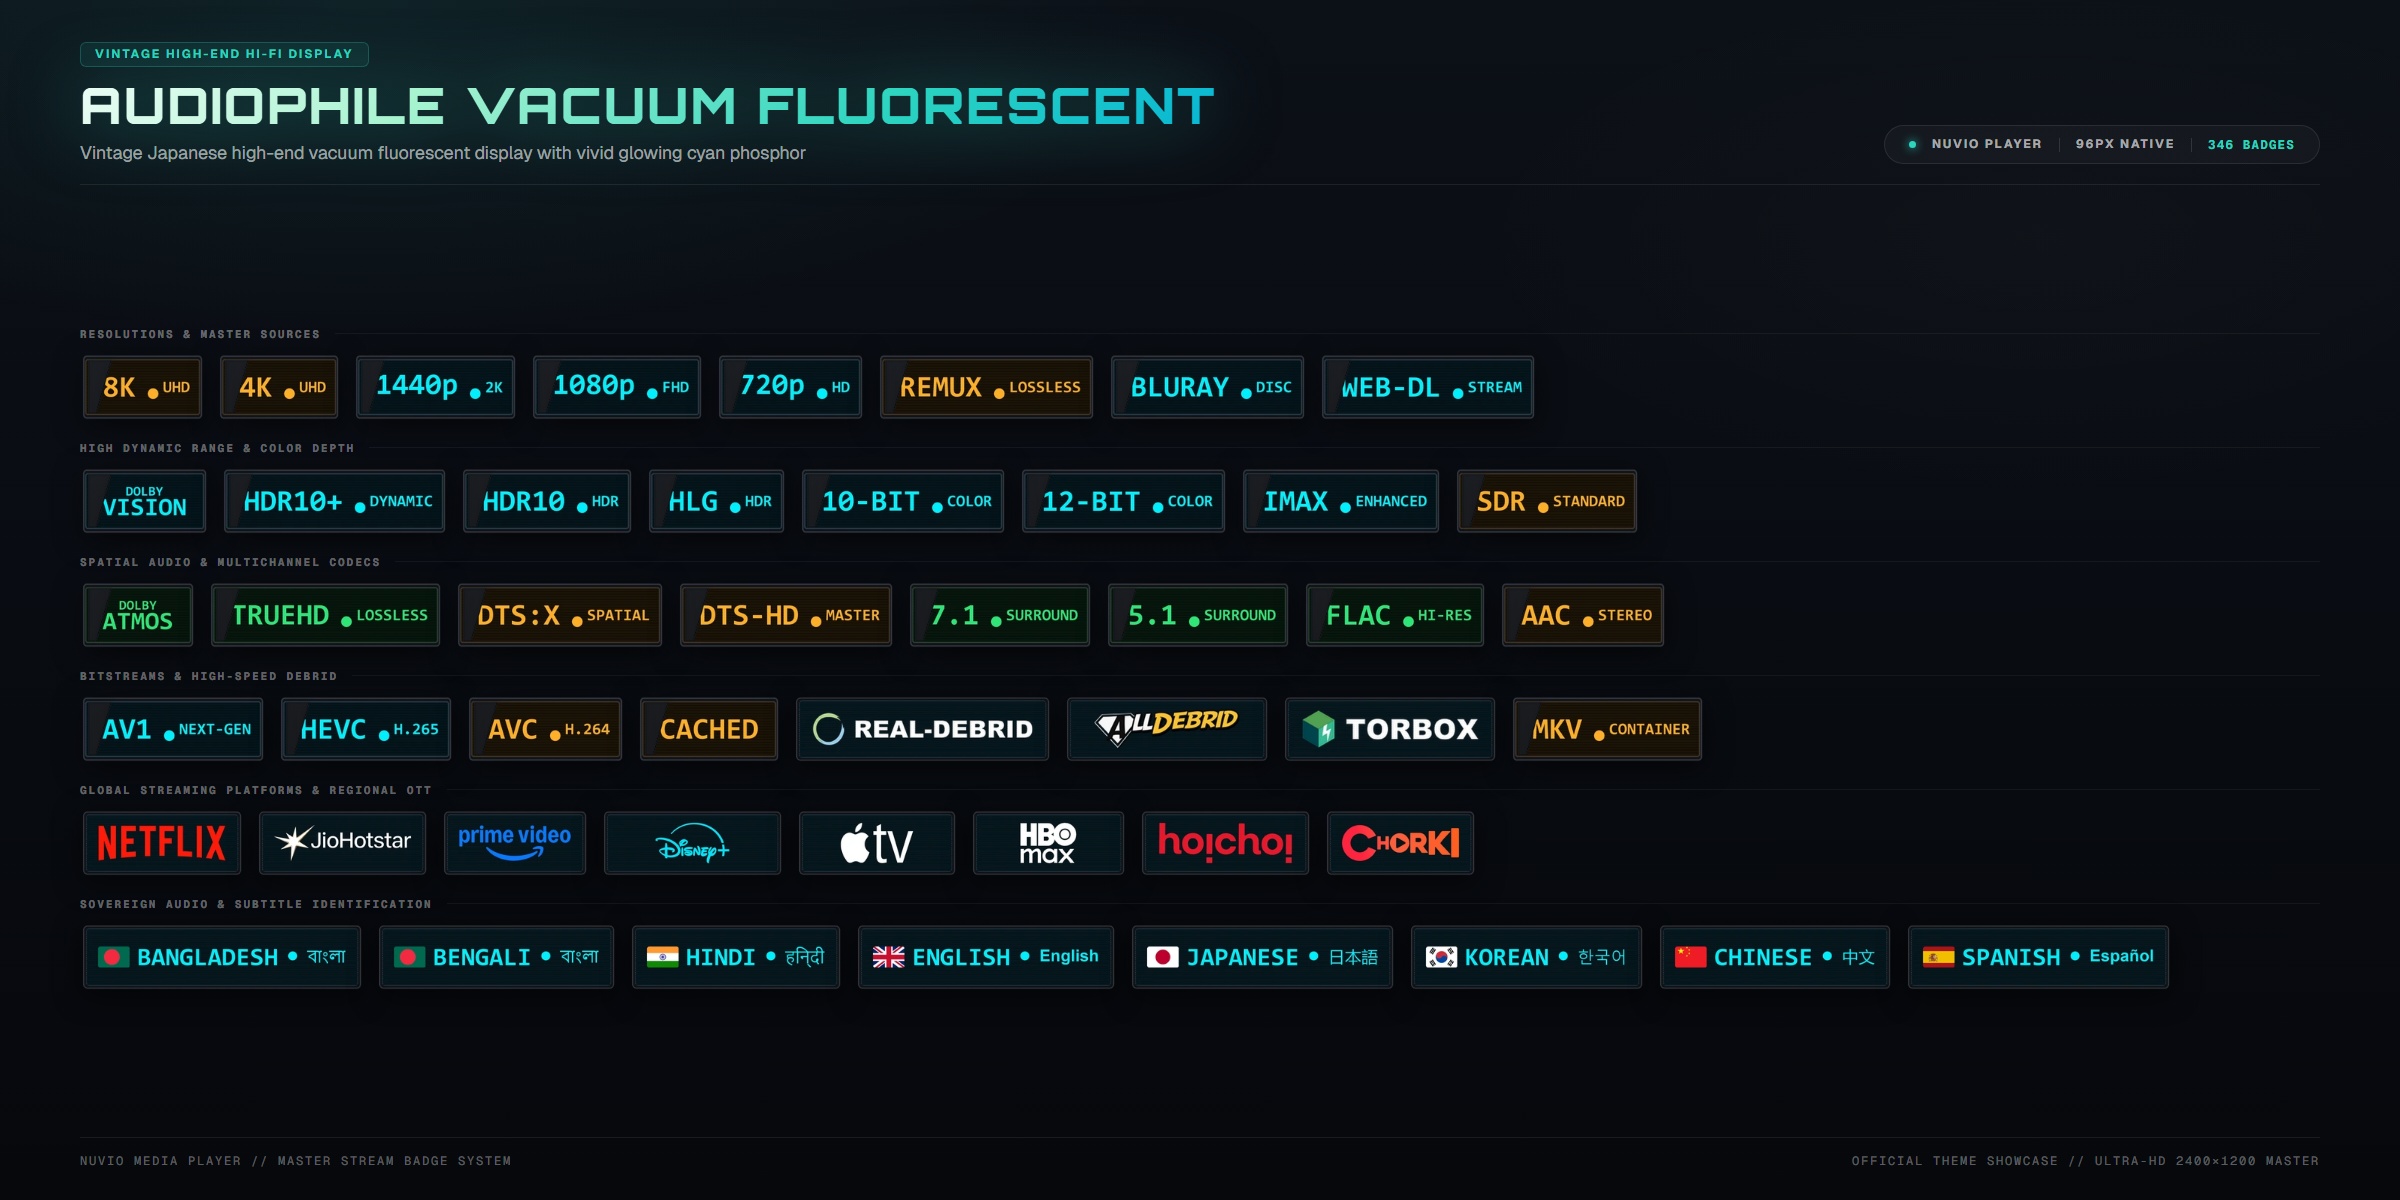 VINTAGE HIGH-END HI-FI DISPLAY
AUDIOPHILE VACUUM FLUORESCENT
Vintage Japanese high-end vacuum fluorescent display with vivid glowing cyan phosphor
NUVIO PLAYER 96PX NATIVE 346 BADGES
RESOLUTIONS & MASTER SOURCES
8K ● UHD 4K ● UHD 1440p ● 2K 1080p ● FHD 720p ● HD REMUX ● LOSSLESS BLURAY ● DISC WEB-DL ● STREAM
HIGH DYNAMIC RANGE & COLOR DEPTH
DOLBY VISION HDR10+ ● DYNAMIC HDR10 ● HDR HLG ● HDR 10-BIT ● COLOR 12-BIT ● COLOR IMAX ● ENHANCED SDR ● STANDARD
SPATIAL AUDIO & MULTICHANNEL CODECS
DOLBY ATMOS TRUEHD ● LOSSLESS DTS:X ● SPATIAL DTS-HD ● MASTER 7.1 ● SURROUND 5.1 ● SURROUND FLAC ● HI-RES AAC ● STEREO
BITSTREAMS & HIGH-SPEED DEBRID
AV1 ● NEXT-GEN HEVC ● H.265 AVC ● H.264 CACHED REAL-DEBRID ALLDEBRID TORBOX MKV ● CONTAINER
GLOBAL STREAMING PLATFORMS & REGIONAL OTT
NETFLIX JioHotstar prime video Disney+ tv HBO max hoichoi CHORKI
SOVEREIGN AUDIO & SUBTITLE IDENTIFICATION
BANGLADESH • বাংলা BENGALI • বাংলা HINDI • हिन्दी ENGLISH • English JAPANESE • 日本語 KOREAN • 한국어 CHINESE • 中文 SPANISH • Español
NUVIO MEDIA PLAYER // MASTER STREAM BADGE SYSTEM
OFFICIAL THEME SHOWCASE // ULTRA-HD 2400×1200 MASTER